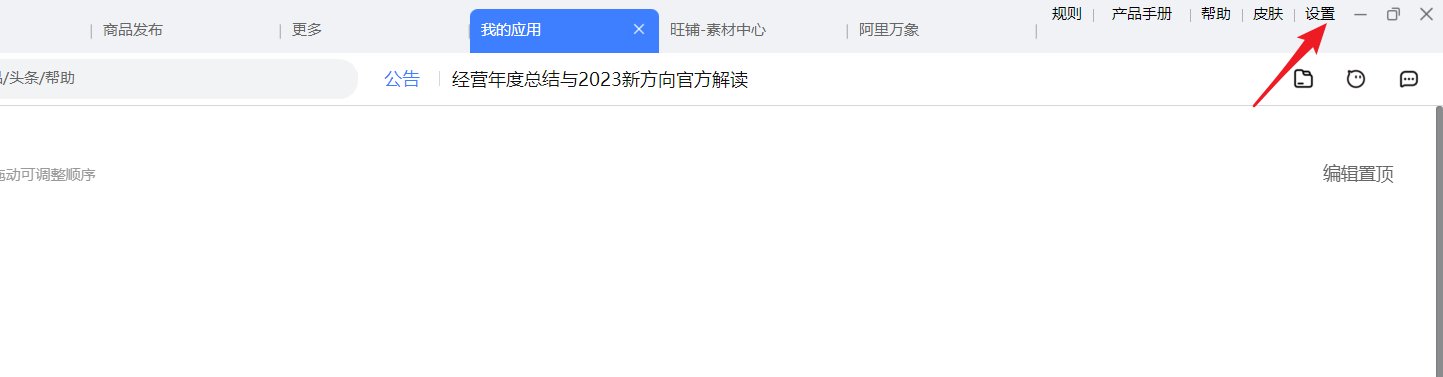 规则 产品手册 帮助 皮肤 设置
商品发布 更多 我的应用 旺铺-素材中心 阿里万象
/头条/帮助 公告 经营年度总结与2023新方向官方解读
动可调整顺序 编辑置顶